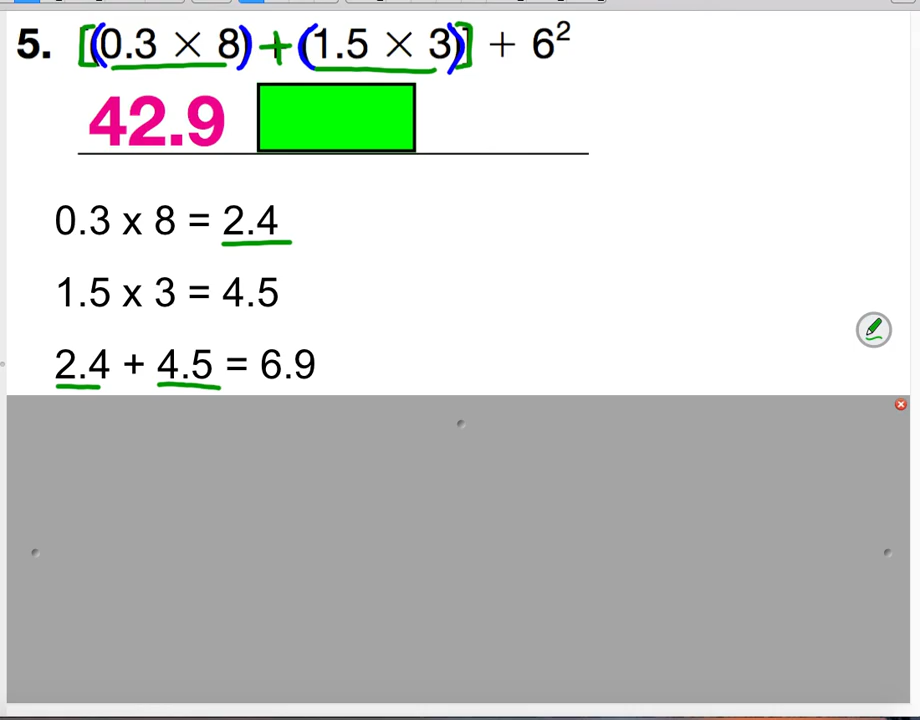 5. [(0.3 × 8) + (1.5 × 3)] + 6²
42.9
0.3 x 8 = 2.4
1.5 x 3 = 4.5
2.4 + 4.5 = 6.9